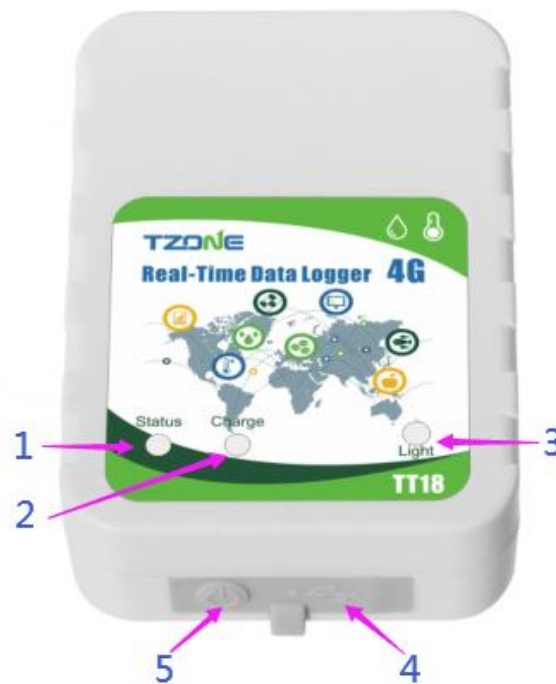 TZONE
Real-Time Data Logger 4G
Status
Charge
1
3
Light
2
TT18
5
4